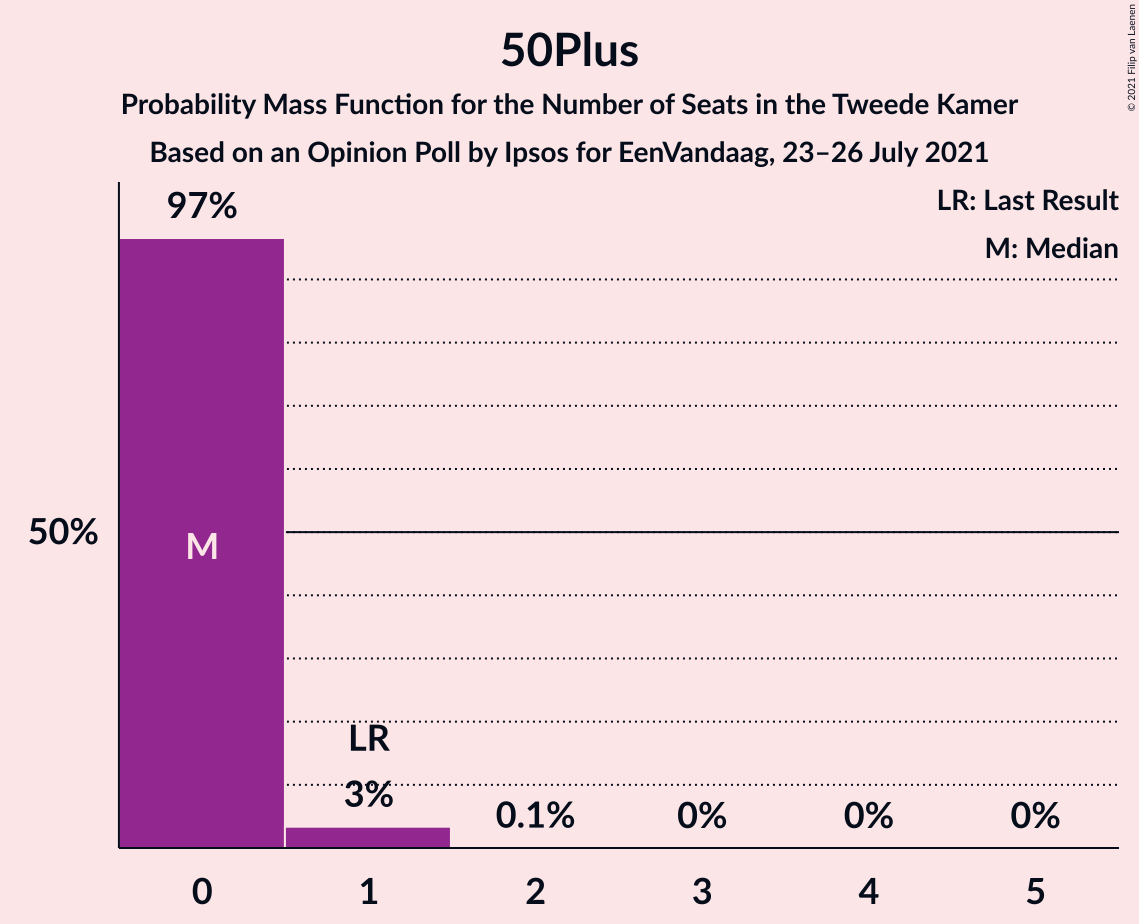 50Plus
Probability Mass Function for the Number of Seats in the Tweede Kamer
Based on an Opinion Poll by Ipsos for EenVandaag, 23–26 July 2021
© 2021 Filip van Laenen
LR: Last Result
M: Median
97%
50%
M
LR
3%
0.1%
0%
0%
0%
0
1
2
3
4
5